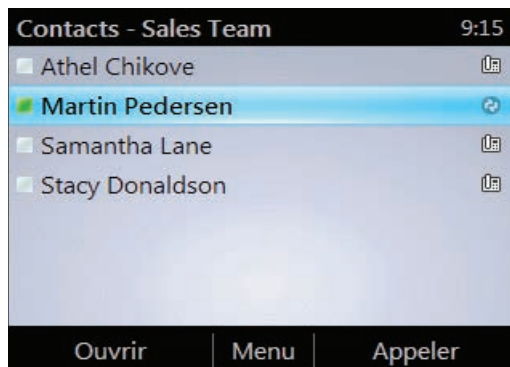 Contacts - Sales Team 9:15
Athel Chikove
Martin Pedersen
Samantha Lane
Stacy Donaldson
Ouvrir Menu Appeler